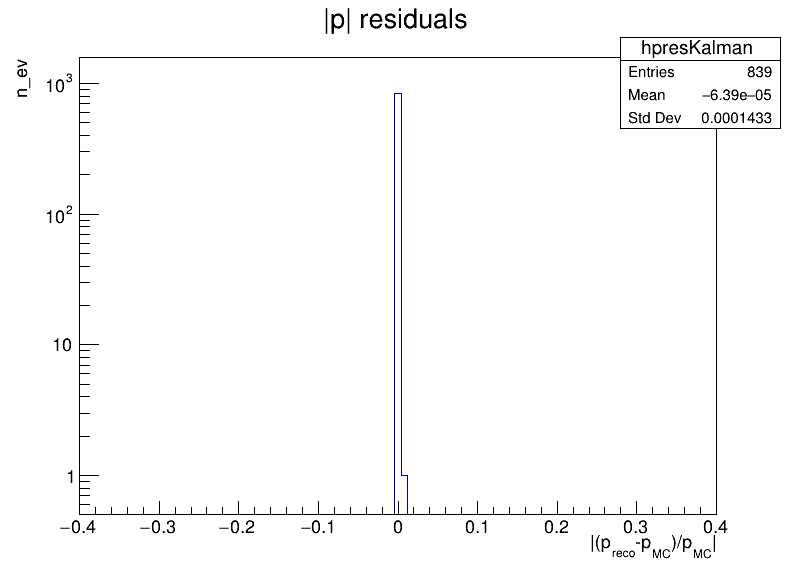 |p| residuals
hpresKalman
Entries 839
Mean −6.39e−05
Std Dev 0.0001433
n_ev
10³
10²
10
1
−0.4 −0.3 −0.2 −0.1 0 0.1 0.2 0.3 0.4
|(p_reco-p_MC)/p_MC|